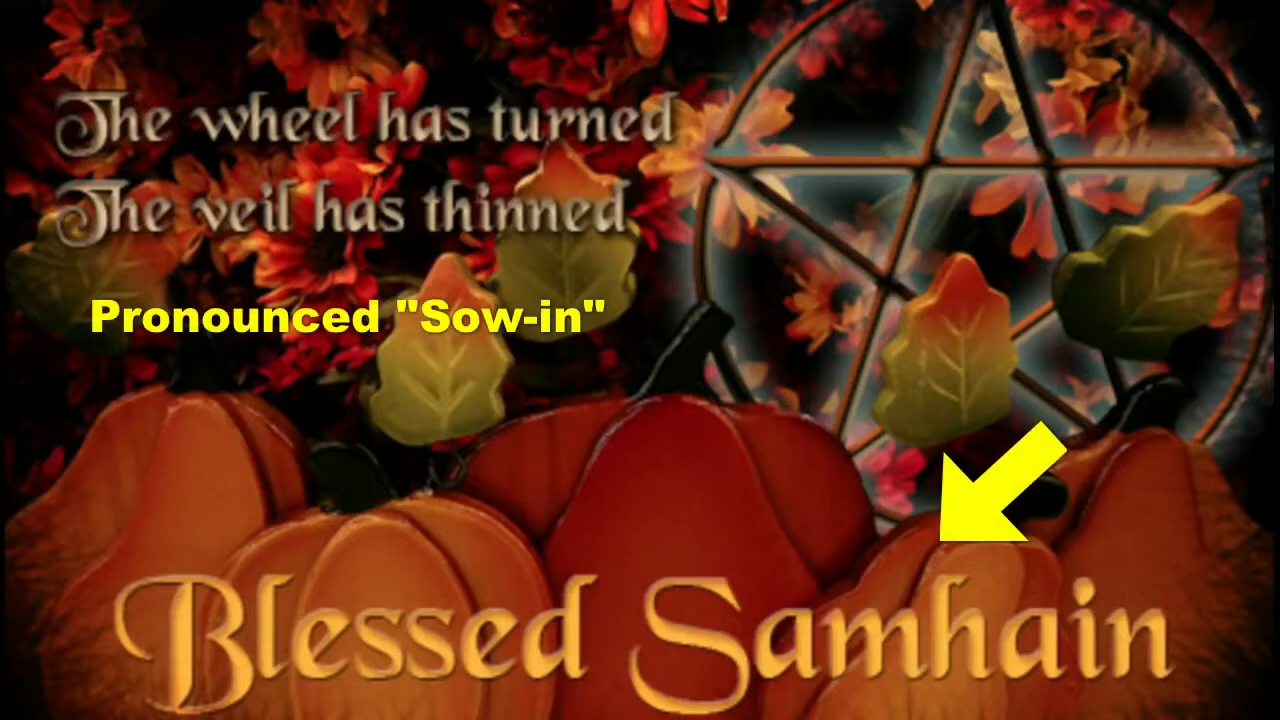 The wheel has turned
The veil has thinned
Pronounced "Sow-in"
Blessed Samhain